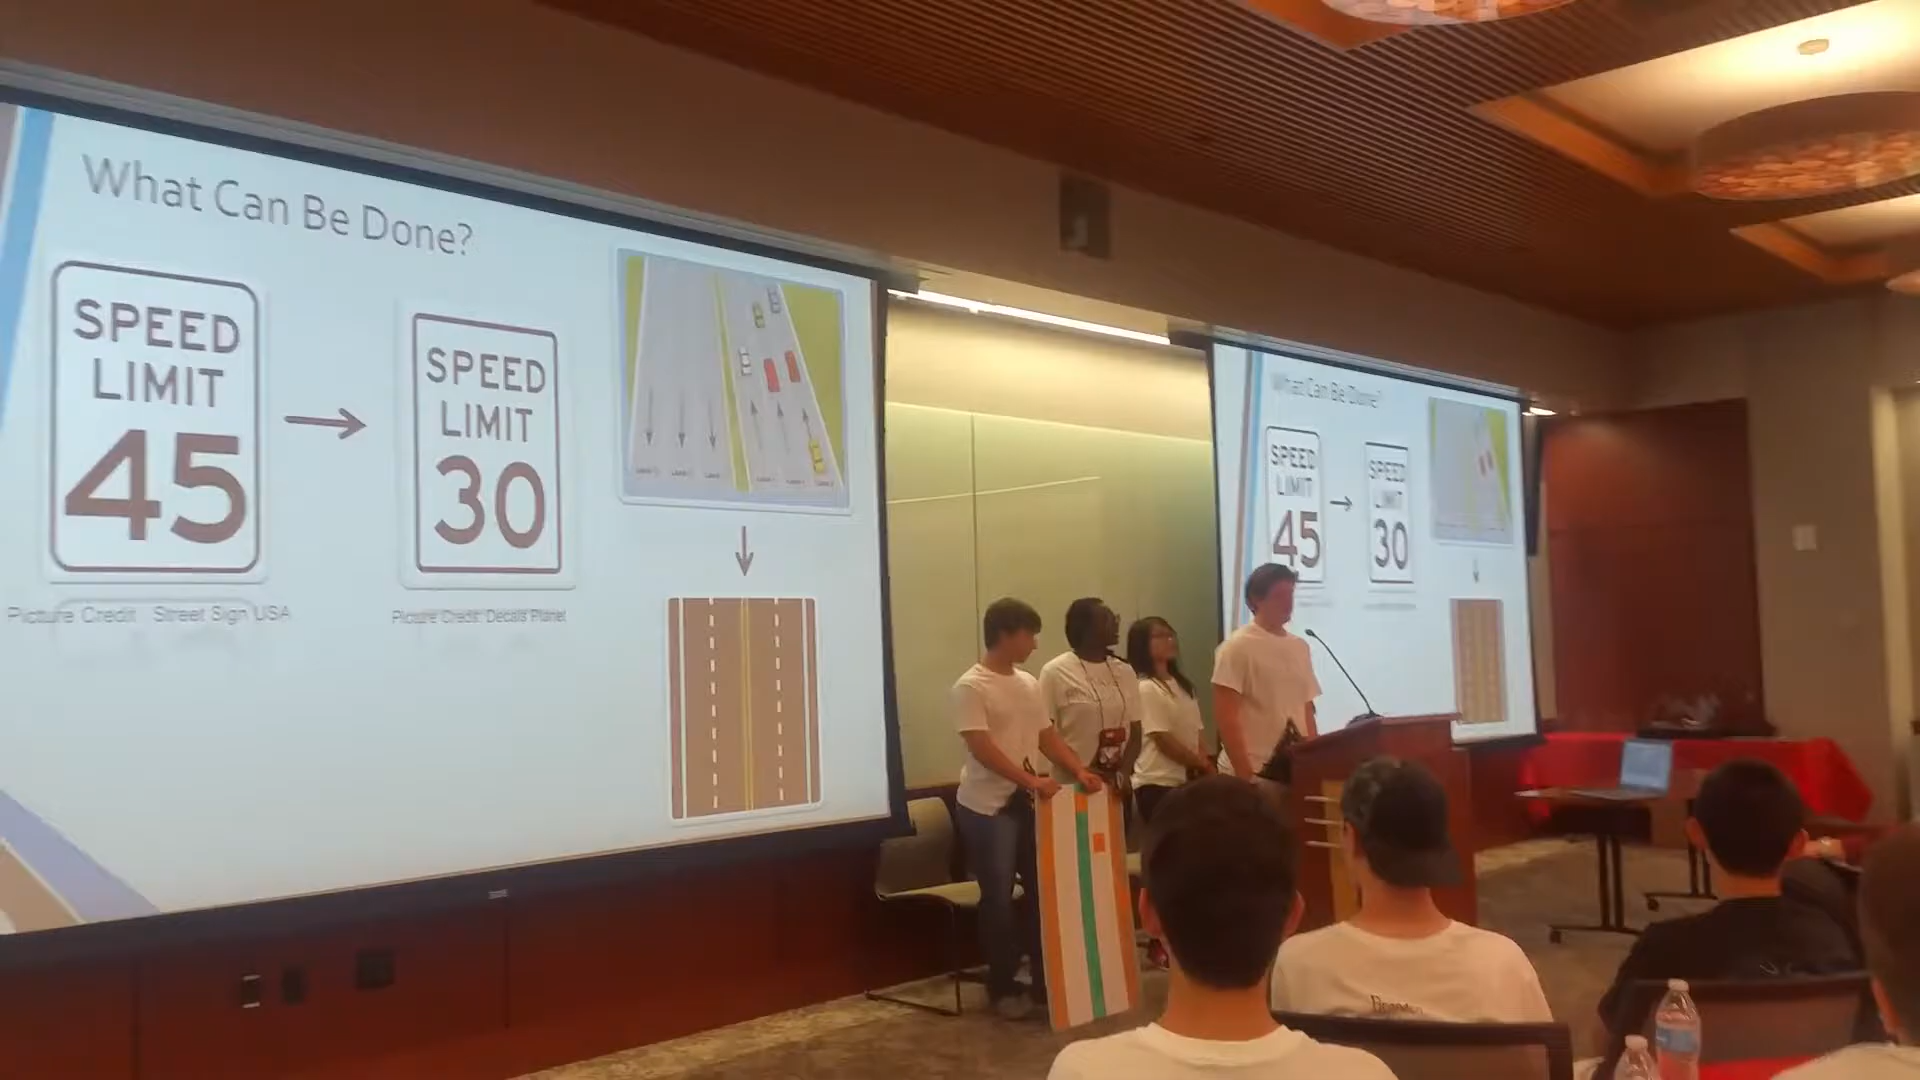 What Can Be Done?
SPEED
LIMIT
45
SPEED
LIMIT
30
Picture Credit: Street Sign USA
Picture Credit: Decals Planet
What Can Be Done?
SPEED
LIMIT
45
SPEED
LIMIT
30